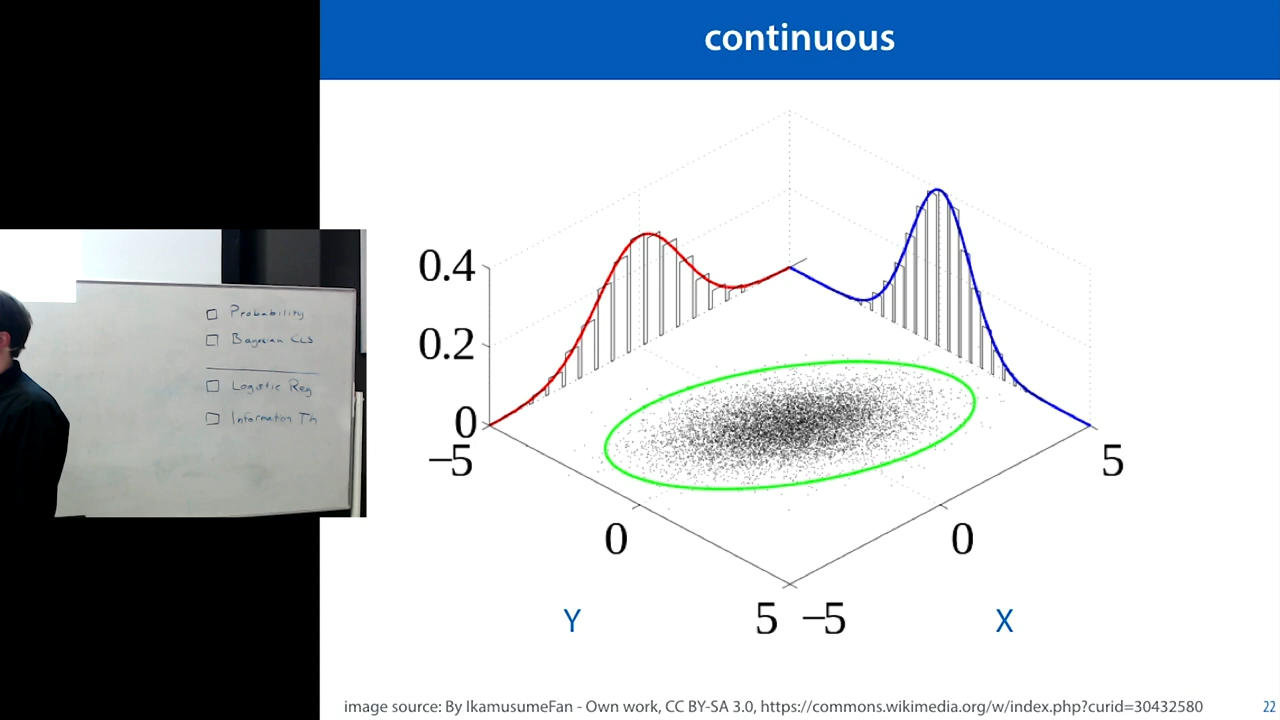 continuous
Probability
Bayesian Cls
Logistic Reg
Information Th
0.4
0.2
0
−5
0
5
−5
0
5
Y
X
image source: By IkamusumeFan - Own work, CC BY-SA 3.0, https://commons.wikimedia.org/w/index.php?curid=30432580
22